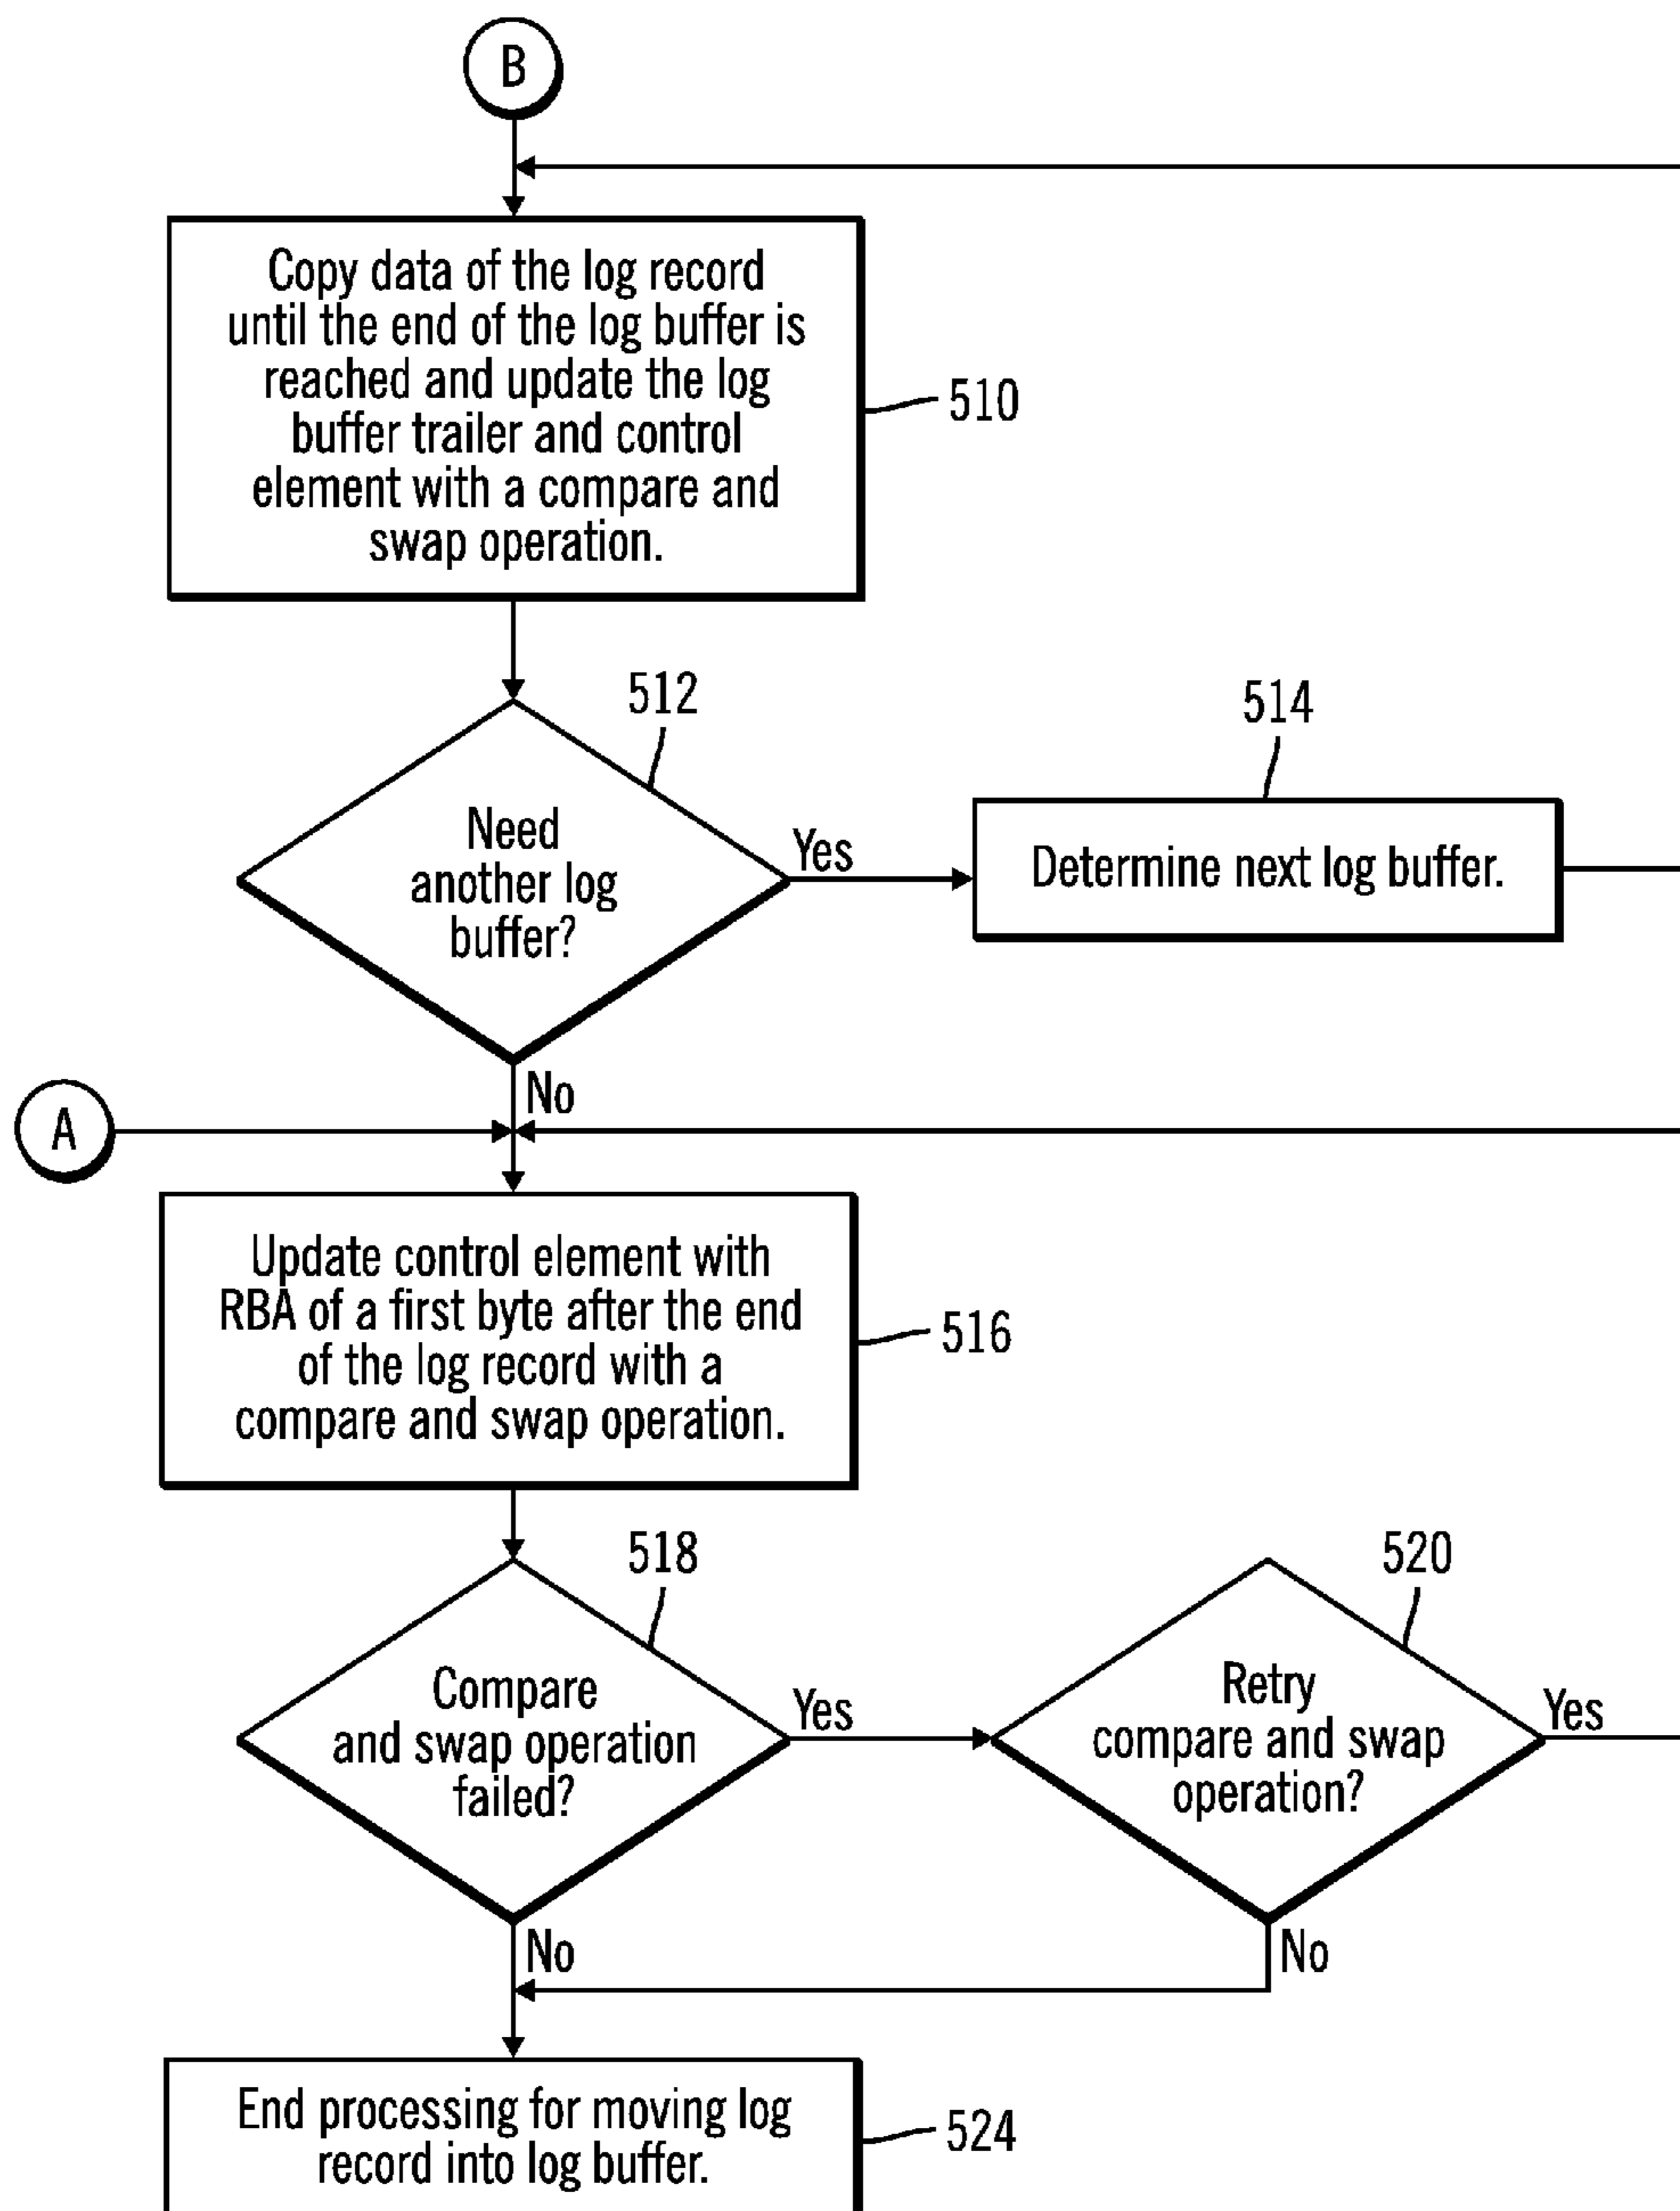 B
Copy data of the log record
until the end of the log buffer is
reached and update the log
buffer trailer and control
element with a compare and
swap operation.
510
512
514
Need
another log
buffer?
Yes
Determine next log buffer.
No
A
Update control element with
RBA of a first byte after the end
of the log record with a
compare and swap operation.
516
518
520
Compare
and swap operation
failed?
Yes
Retry
compare and swap
operation?
Yes
No
No
End processing for moving log
record into log buffer.
524